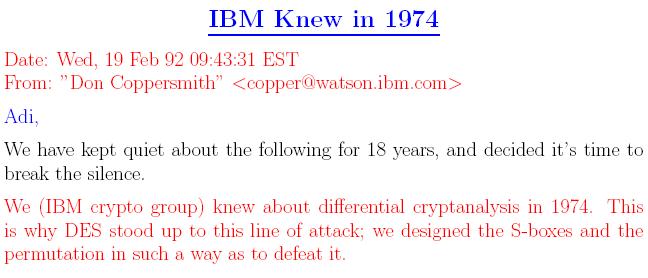 IBM Knew in 1974
Date: Wed, 19 Feb 92 09:43:31 EST
From: ”Don Coppersmith” <copper@watson.ibm.com>
Adi,
We have kept quiet about the following for 18 years, and decided it's time to
break the silence.
We (IBM crypto group) knew about differential cryptanalysis in 1974. This
is why DES stood up to this line of attack; we designed the S-boxes and the
permutation in such a way as to defeat it.